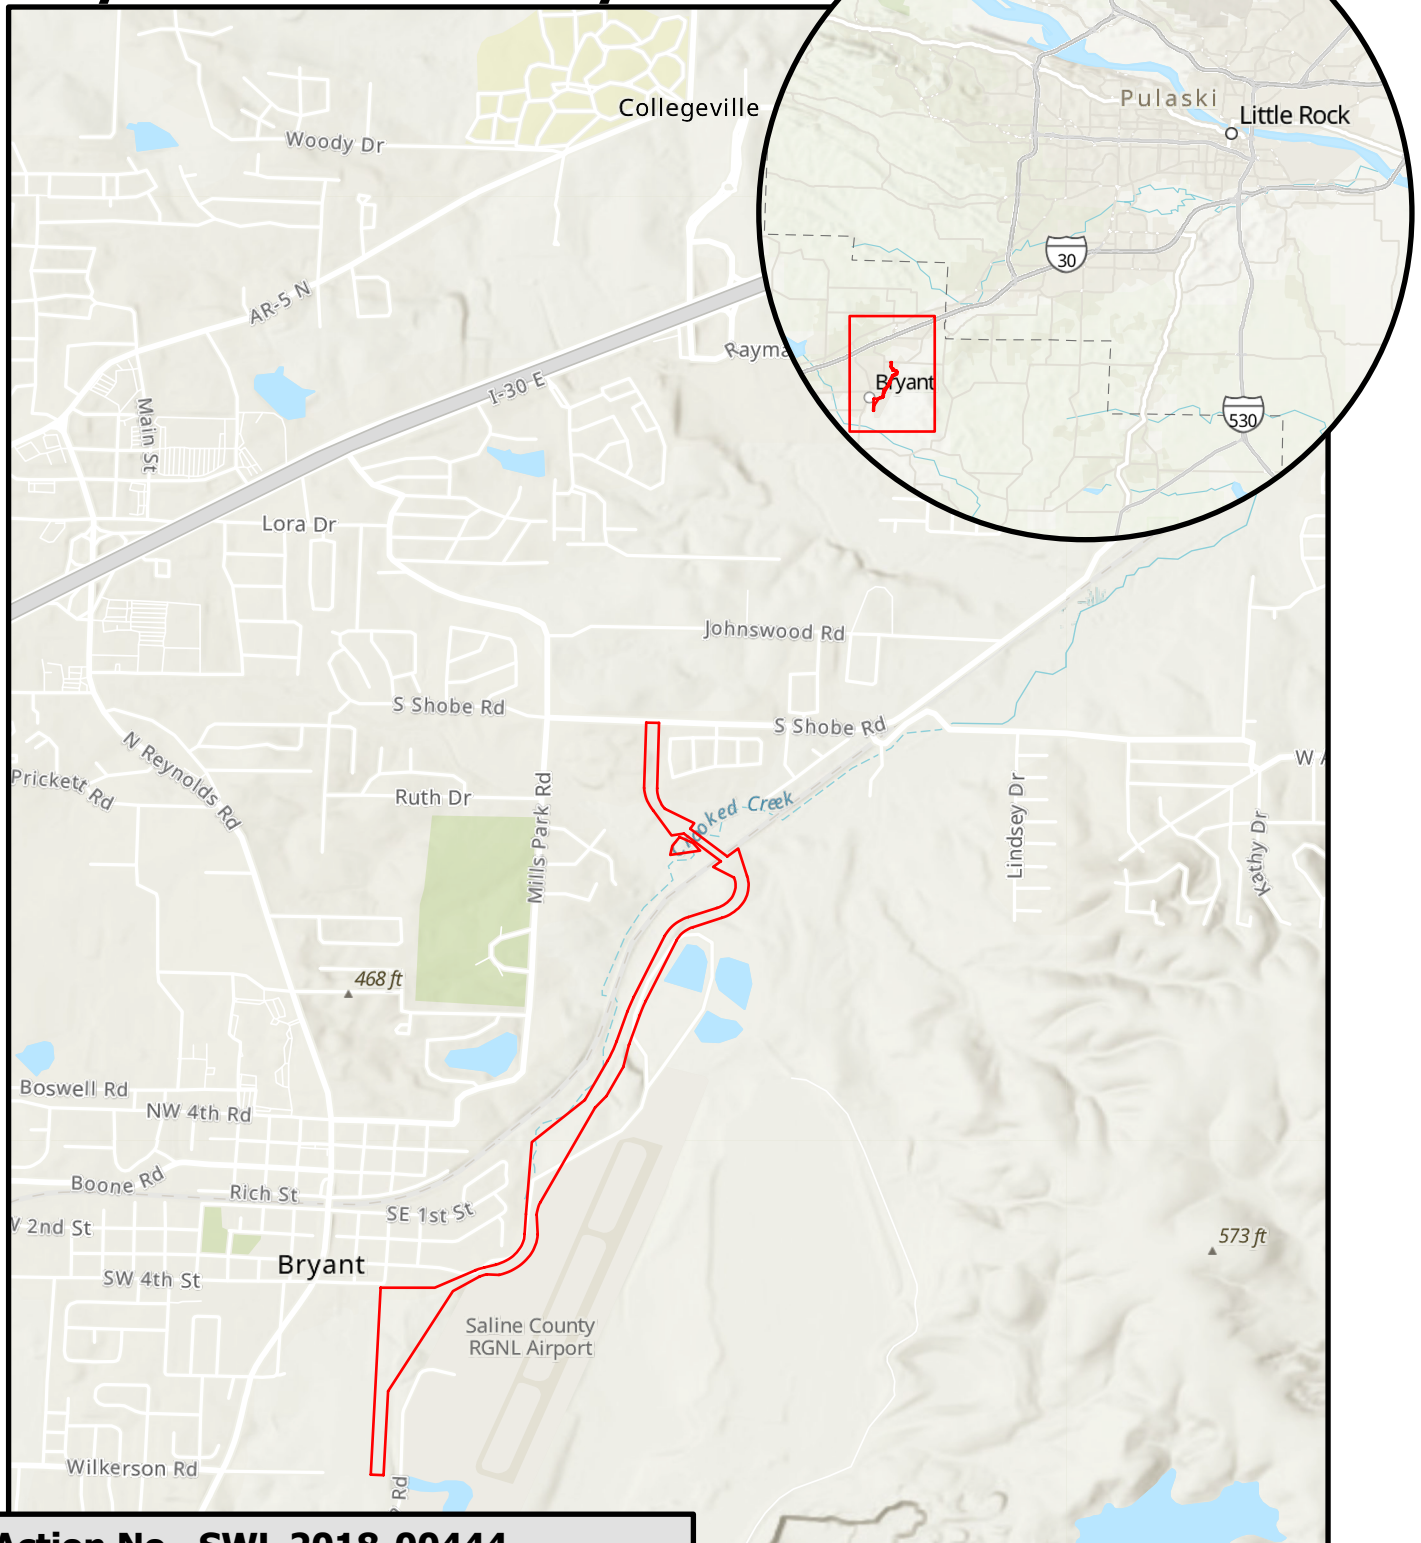 Collegeville
Pulaski
Little Rock
Woody Dr
30
AR-5 N
I-30 E
Bryant
530
Main St
Lora Dr
Johnswood Rd
S Shobe Rd
S Shobe Rd
N Reynolds Rd
Prickett Rd
Ruth Dr
Mills Park Rd
Creek
Lindsey Dr
Kathy Dr
468 ft
Boswell Rd
NW 4th Rd
Boone Rd
Rich St
SE 1st St
2nd St
573 ft
Bryant
SW 4th St
Saline County
RGNL Airport
Wilkerson Rd
Rd
Action No. SWL-2018-00444